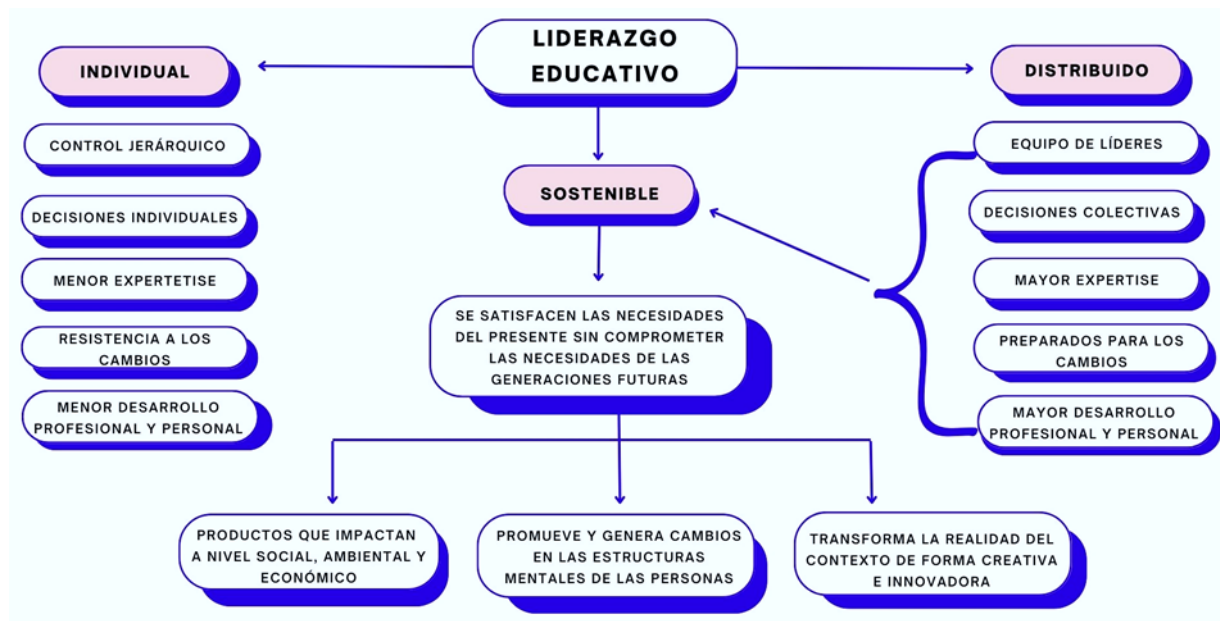 LIDERAZGO
EDUCATIVO
INDIVIDUAL
CONTROL JERÁRQUICO
DECISIONES INDIVIDUALES
MENOR EXPERTETISE
RESISTENCIA A LOS
CAMBIOS
MENOR DESARROLLO
PROFESIONAL Y PERSONAL
SOSTENIBLE
SE SATISFACEN LAS NECESIDADES
DEL PRESENTE SIN COMPROMETER
LAS NECESIDADES DE LAS
GENERACIONES FUTURAS
DISTRIBUIDO
EQUIPO DE LÍDERES
DECISIONES COLECTIVAS
MAYOR EXPERTISE
PREPARADOS PARA LOS
CAMBIOS
MAYOR DESARROLLO
PROFESIONAL Y PERSONAL
PRODUCTOS QUE IMPACTAN
A NIVEL SOCIAL, AMBIENTAL Y
ECONÓMICO
PROMUEVE Y GENERA CAMBIOS
EN LAS ESTRUCTURAS
MENTALES DE LAS PERSONAS
TRANSFORMA LA REALIDAD DEL
CONTEXTO DE FORMA CREATIVA
E INNOVADORA